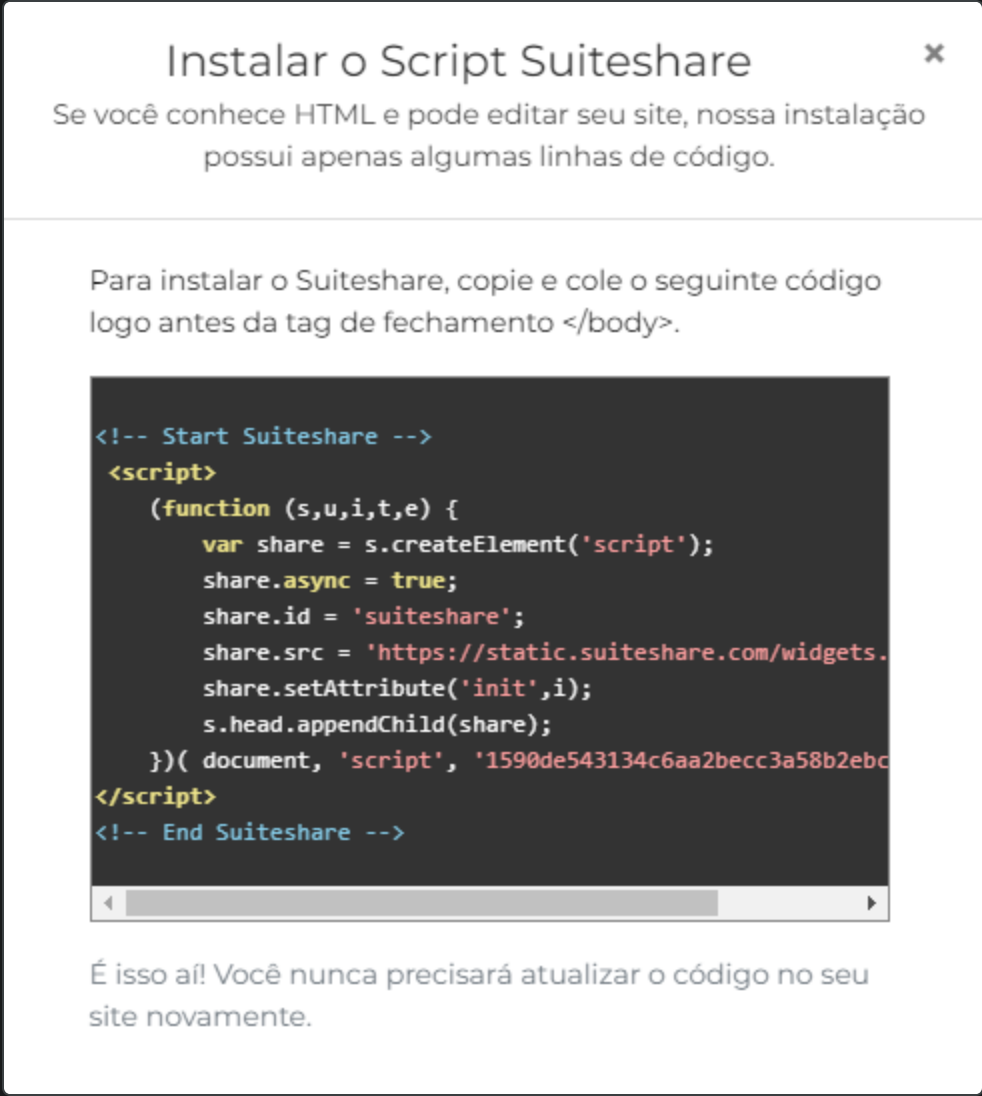 Instalar o Script Suiteshare
Se você conhece HTML e pode editar seu site, nossa instalação
possui apenas algumas linhas de código.
Para instalar o Suiteshare, copie e cole o seguinte código
logo antes da tag de fechamento </body>.
<!-- Start Suiteshare -->
<script>
(function (s,u,i,t,e) {
var share = s.createElement('script');
share.async = true;
share.id = 'suiteshare';
share.src = 'https://static.suiteshare.com/widgets.
share.setAttribute('init',i);
s.head.appendChild(share);
})( document, 'script', '1590de543134c6aa2becc3a58b2ebc
</script>
<!-- End Suiteshare -->
É isso aí! Você nunca precisará atualizar o código no seu
site novamente.